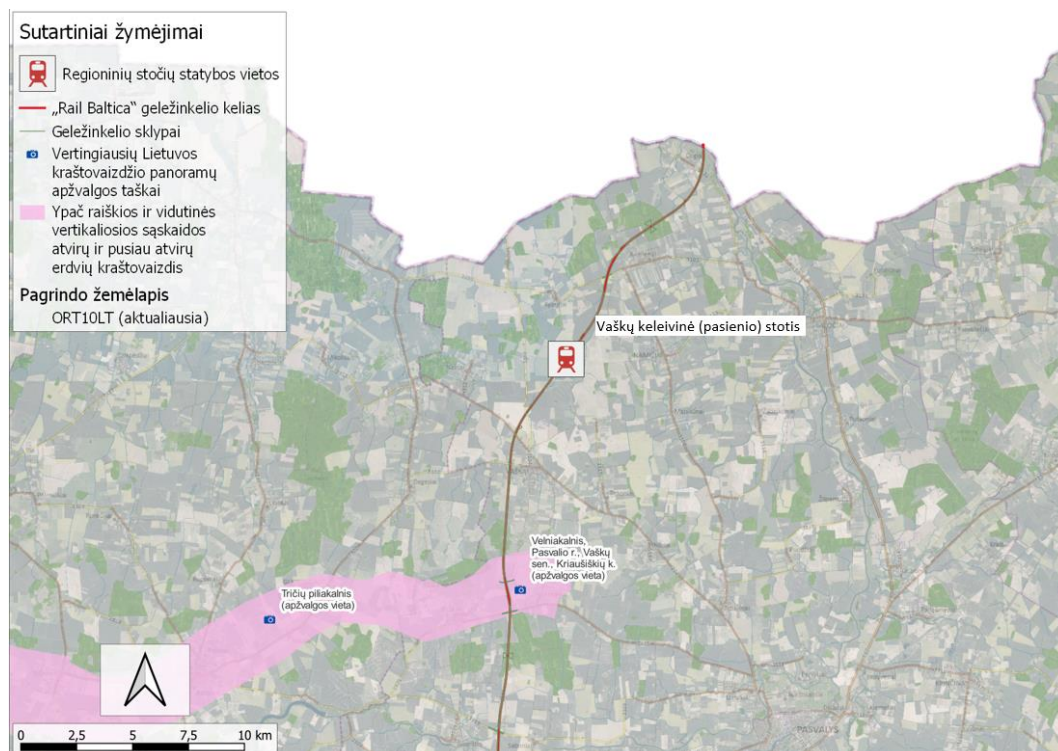 Sutartiniai žymėjimai
Regioninių stočių statybos vietos
„Rail Baltica“ geležinkelio kelias
Geležinkelio sklypai
Vertingiausių Lietuvos
kraštovaizdžio panoramų
apžvalgos taškai
Ypač raiškios ir vidutinės
vertikaliosios sąskaidos
atvirų ir pusiau atvirų
erdvių kraštovaizdis
Pagrindo žemėlapis
ORT10LT (aktualiausia)
Vaškų keleivinė (pasienio) stotis
Velniakalnis,
Pasvalio r., Vaškų
sen., Kriaušiškių k.
(apžvalgos vieta)
Tričių piliakalnis
(apžvalgos vieta)
PASVALYS
0 2,5 5 7,5 10 km